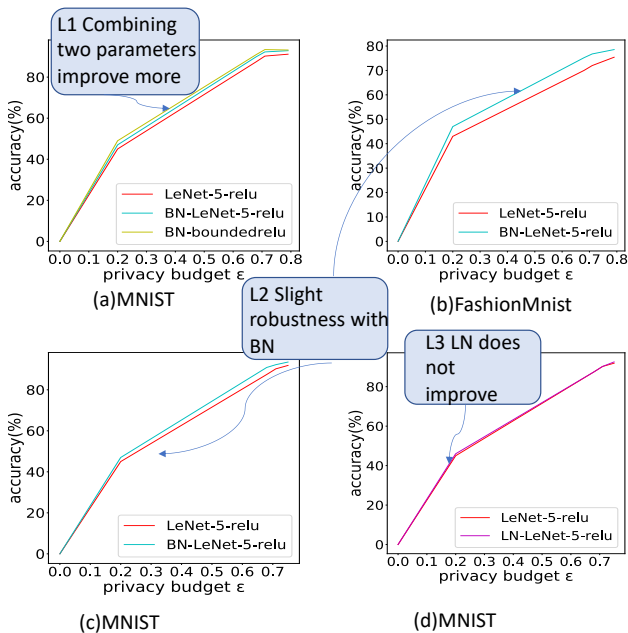 L1 Combining
two parameters
improve more
accuracy(%)
80
60
40
20
0
LeNet-5-relu
BN-LeNet-5-relu
BN-boundedrelu
0.0 0.1 0.2 0.3 0.4 0.5 0.6 0.7 0.8
privacy budget ε
(a)MNIST
accuracy(%)
80
70
60
50
40
30
20
10
0
LeNet-5-relu
BN-LeNet-5-relu
0.0 0.1 0.2 0.3 0.4 0.5 0.6 0.7 0.8 0.9
privacy budget ε
(b)FashionMnist
L2 Slight
robustness with
BN
accuracy(%)
80
60
40
20
0
LeNet-5-relu
BN-LeNet-5-relu
0.0 0.1 0.2 0.3 0.4 0.5 0.6 0.7
privacy budget ε
(c)MNIST
L3 LN does
not
improve
accuracy(%)
80
60
40
20
0
LeNet-5-relu
LN-LeNet-5-relu
0.0 0.1 0.2 0.3 0.4 0.5 0.6 0.7
privacy budget ε
(d)MNIST